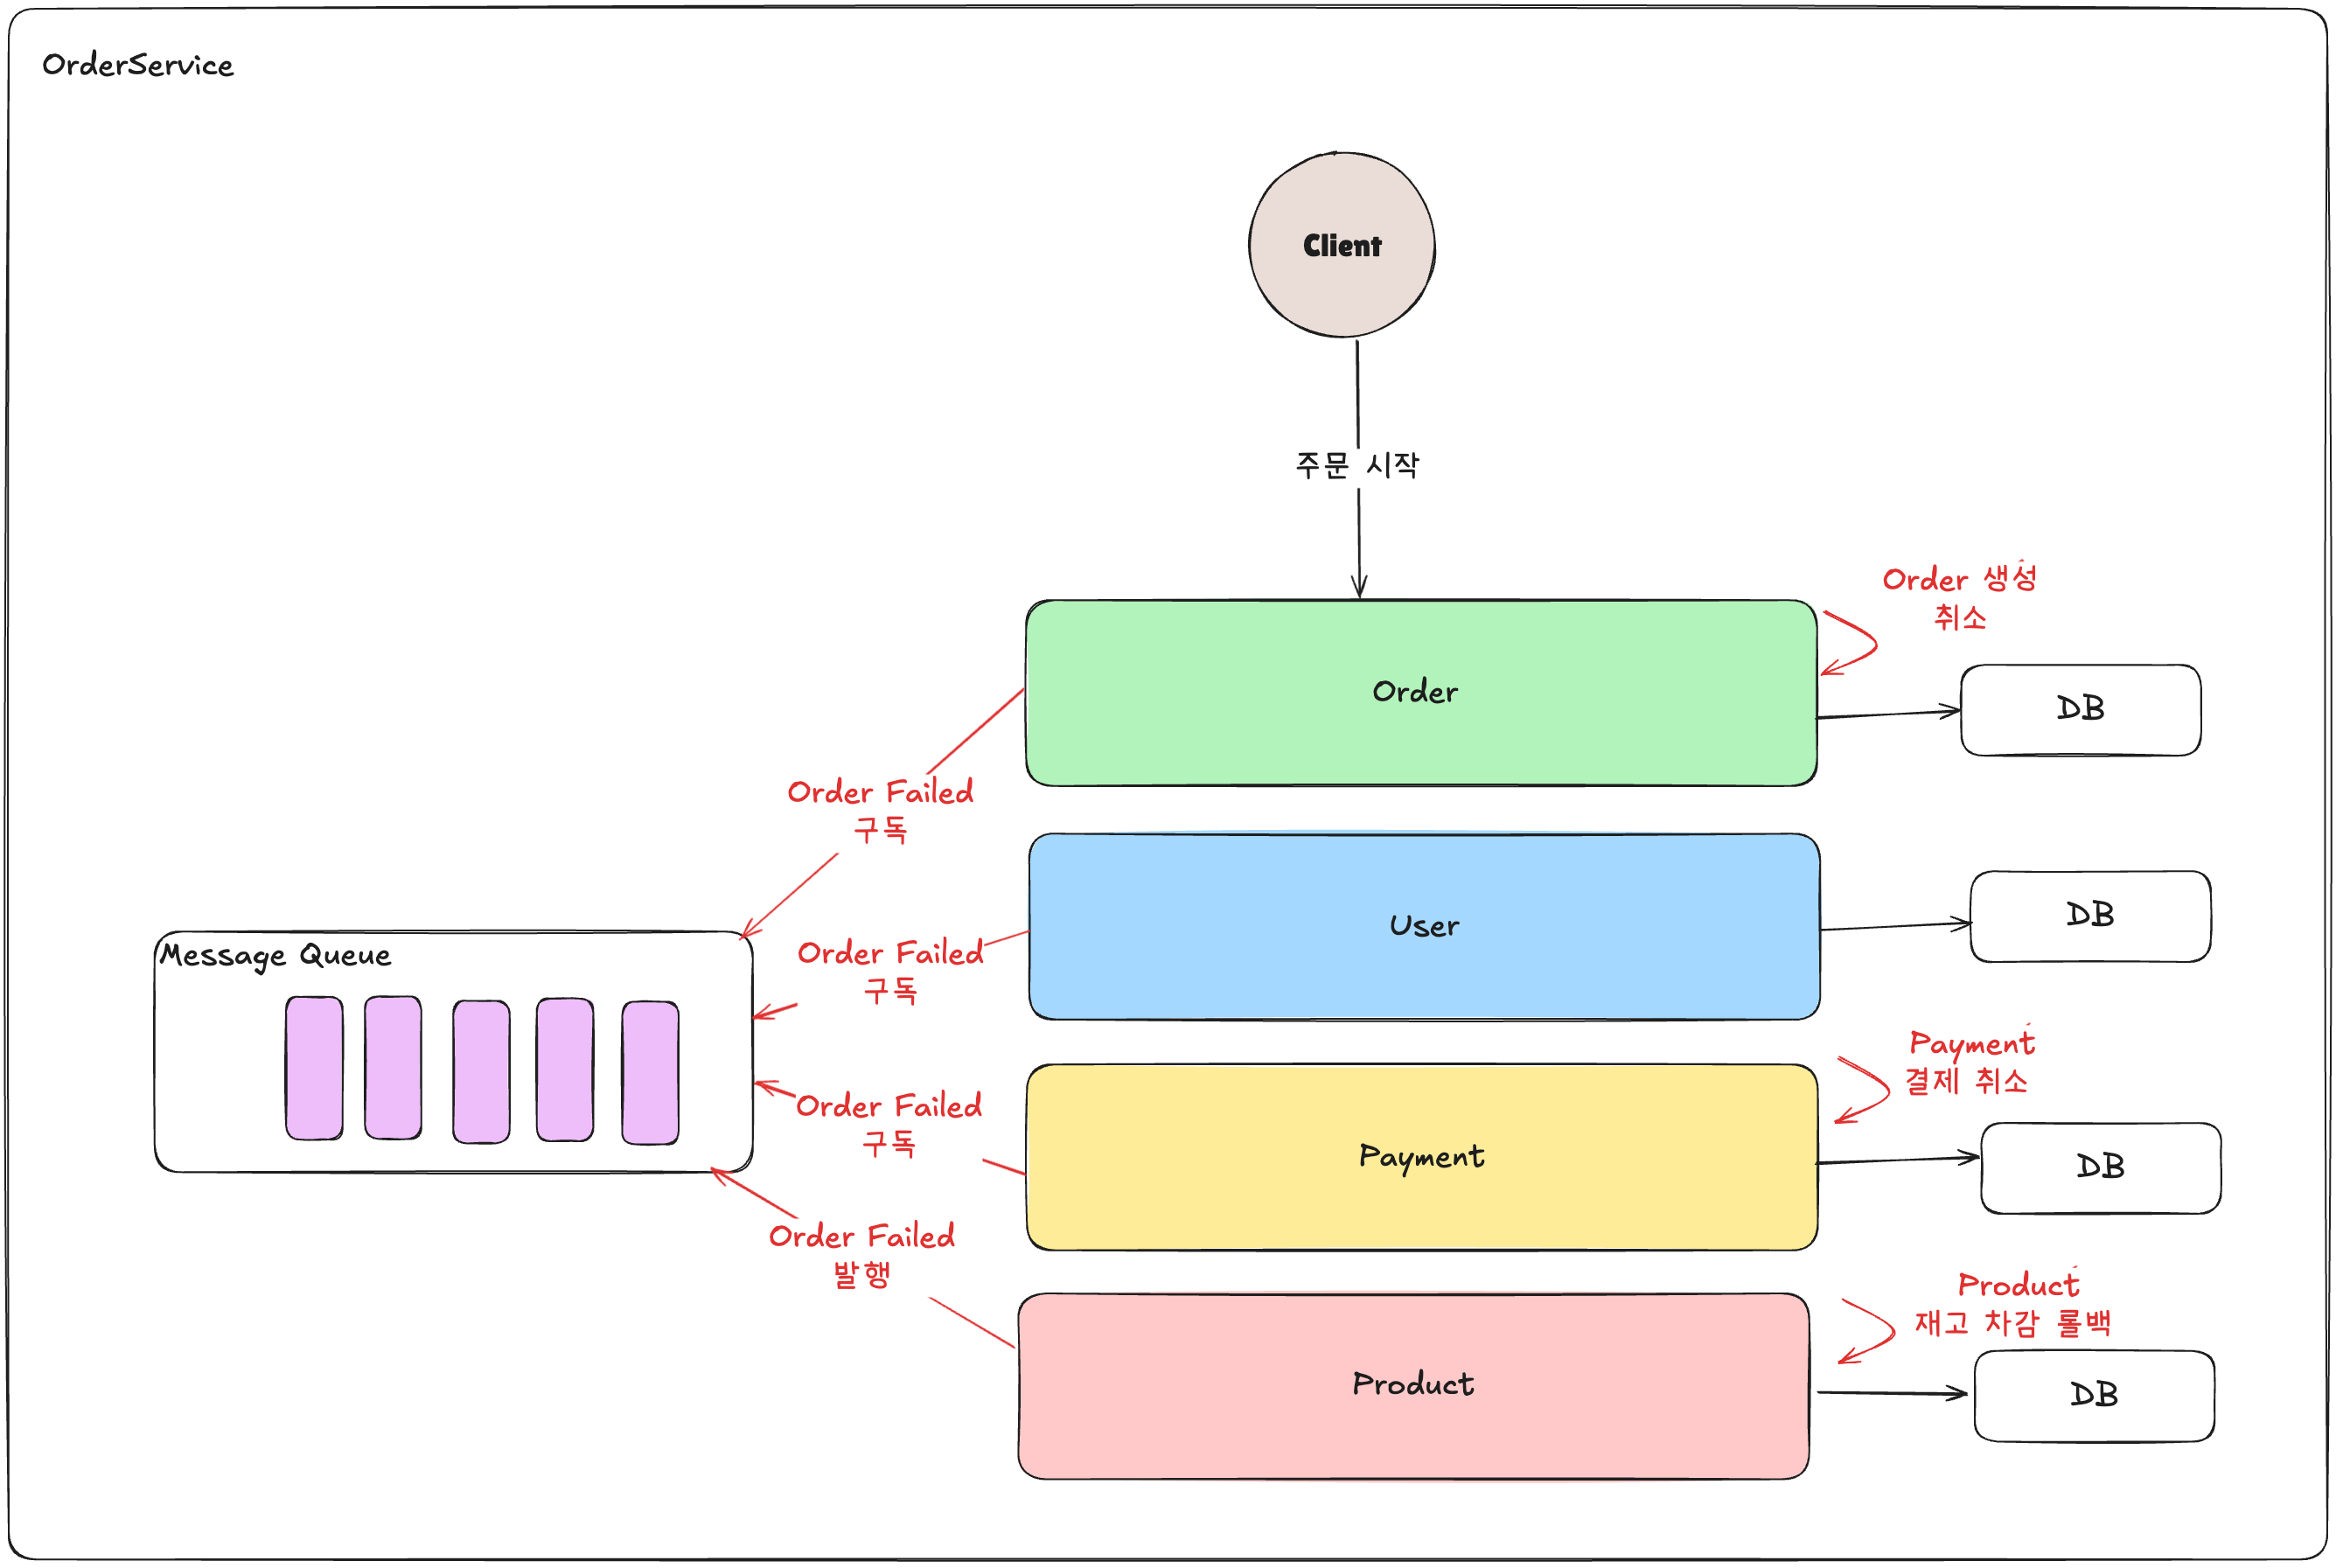 OrderService
Client
주문 시작
Order 생성
취소
Order
DB
Order Failed
구독
User
DB
Order Failed
구독
Message Queue
Payment
결제 취소
Order Failed
구독
Payment
DB
Order Failed
발행
Product
재고 차감 롤백
Product
DB